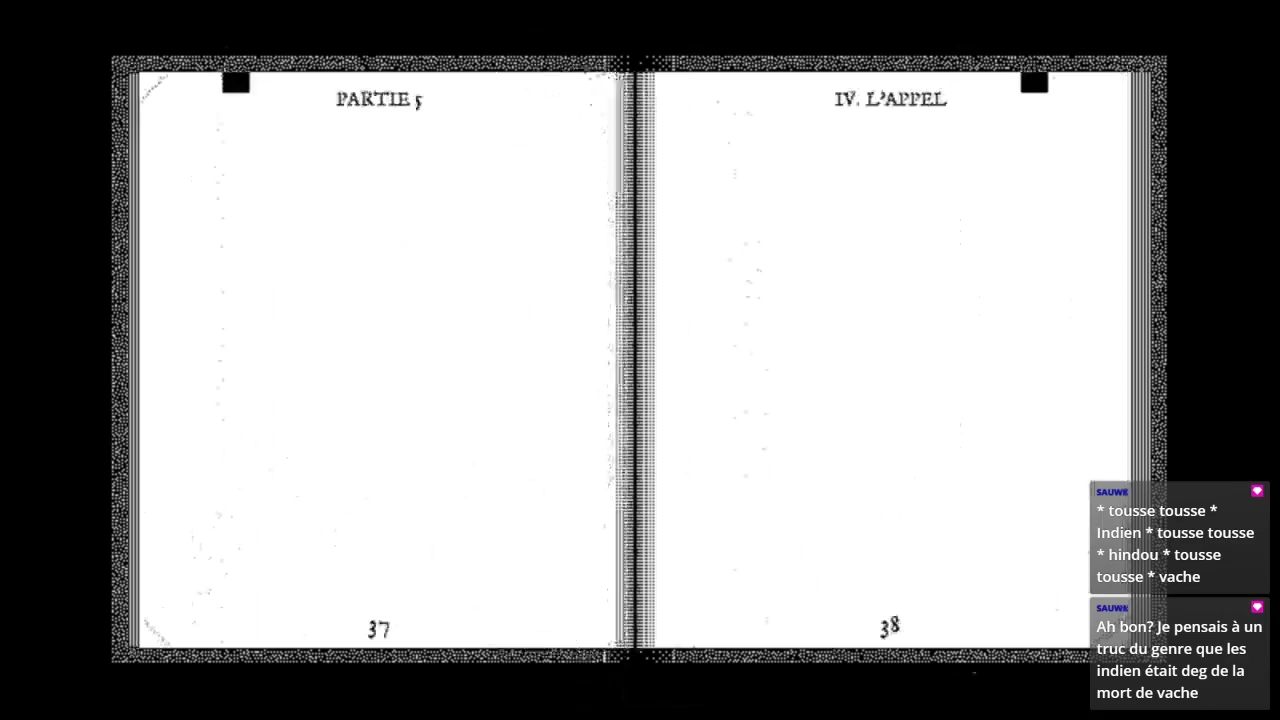 PARTIE 5
IV. L'APPEL
37
38
SAUWK
* tousse tousse *
Indien * tousse tousse
* hindou * tousse
tousse * vache
SAUWK
Ah bon? Je pensais à un
truc du genre que les
indien était deg de la
mort de vache